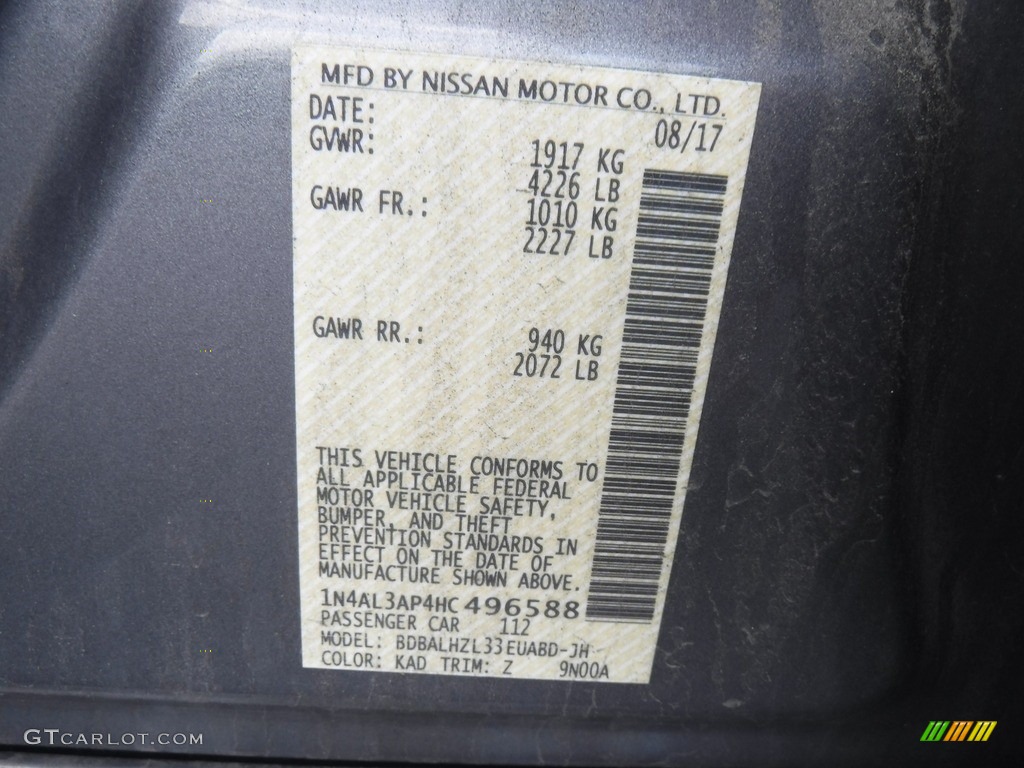 MFD BY NISSAN MOTOR CO., LTD.
DATE: 08/17
GVWR: 1917 KG
4226 LB
GAWR FR.: 1010 KG
2227 LB
GAWR RR.: 940 KG
2072 LB
THIS VEHICLE CONFORMS TO
ALL APPLICABLE FEDERAL
MOTOR VEHICLE SAFETY,
BUMPER, AND THEFT
PREVENTION STANDARDS IN
EFFECT ON THE DATE OF
MANUFACTURE SHOWN ABOVE.
1N4AL3AP4HC496588
PASSENGER CAR 112
MODEL: BDBALHZL33EUABD-JH
COLOR: KAD TRIM: Z 9N00A
GTCARLOT.COM